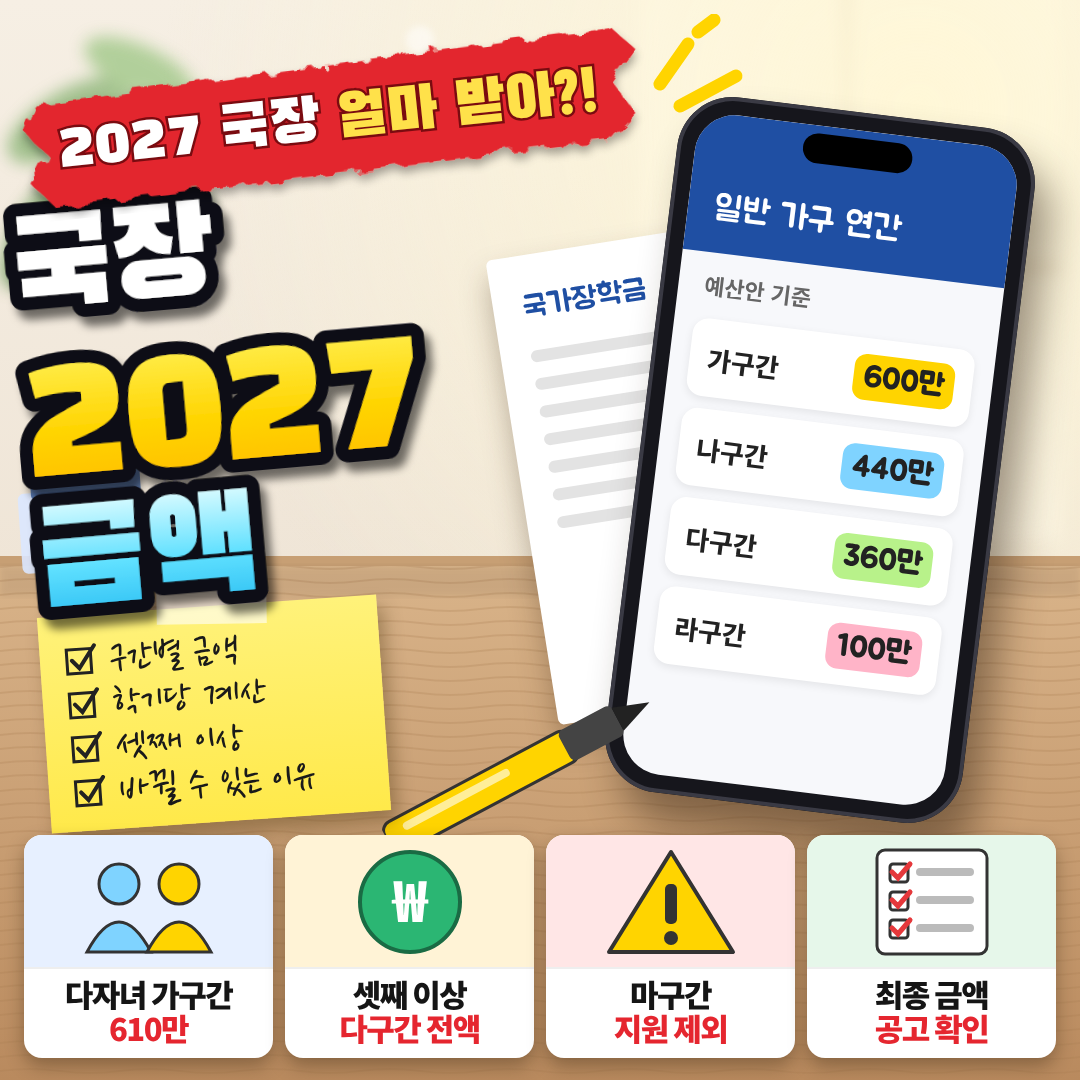 2027 국장 얼마 받아?!
국장
2027
금액
국가장학금
일반 가구 연간
예산안 기준
가구간 600만
나구간 440만
다구간 360만
라구간 100만
구간별 금액
학기당 계산
셋째 이상
바뀔 수 있는 이유
₩
다자녀 가구간
610만
셋째 이상
다구간 전액
마구간
지원 제외
최종 금액
공고 확인